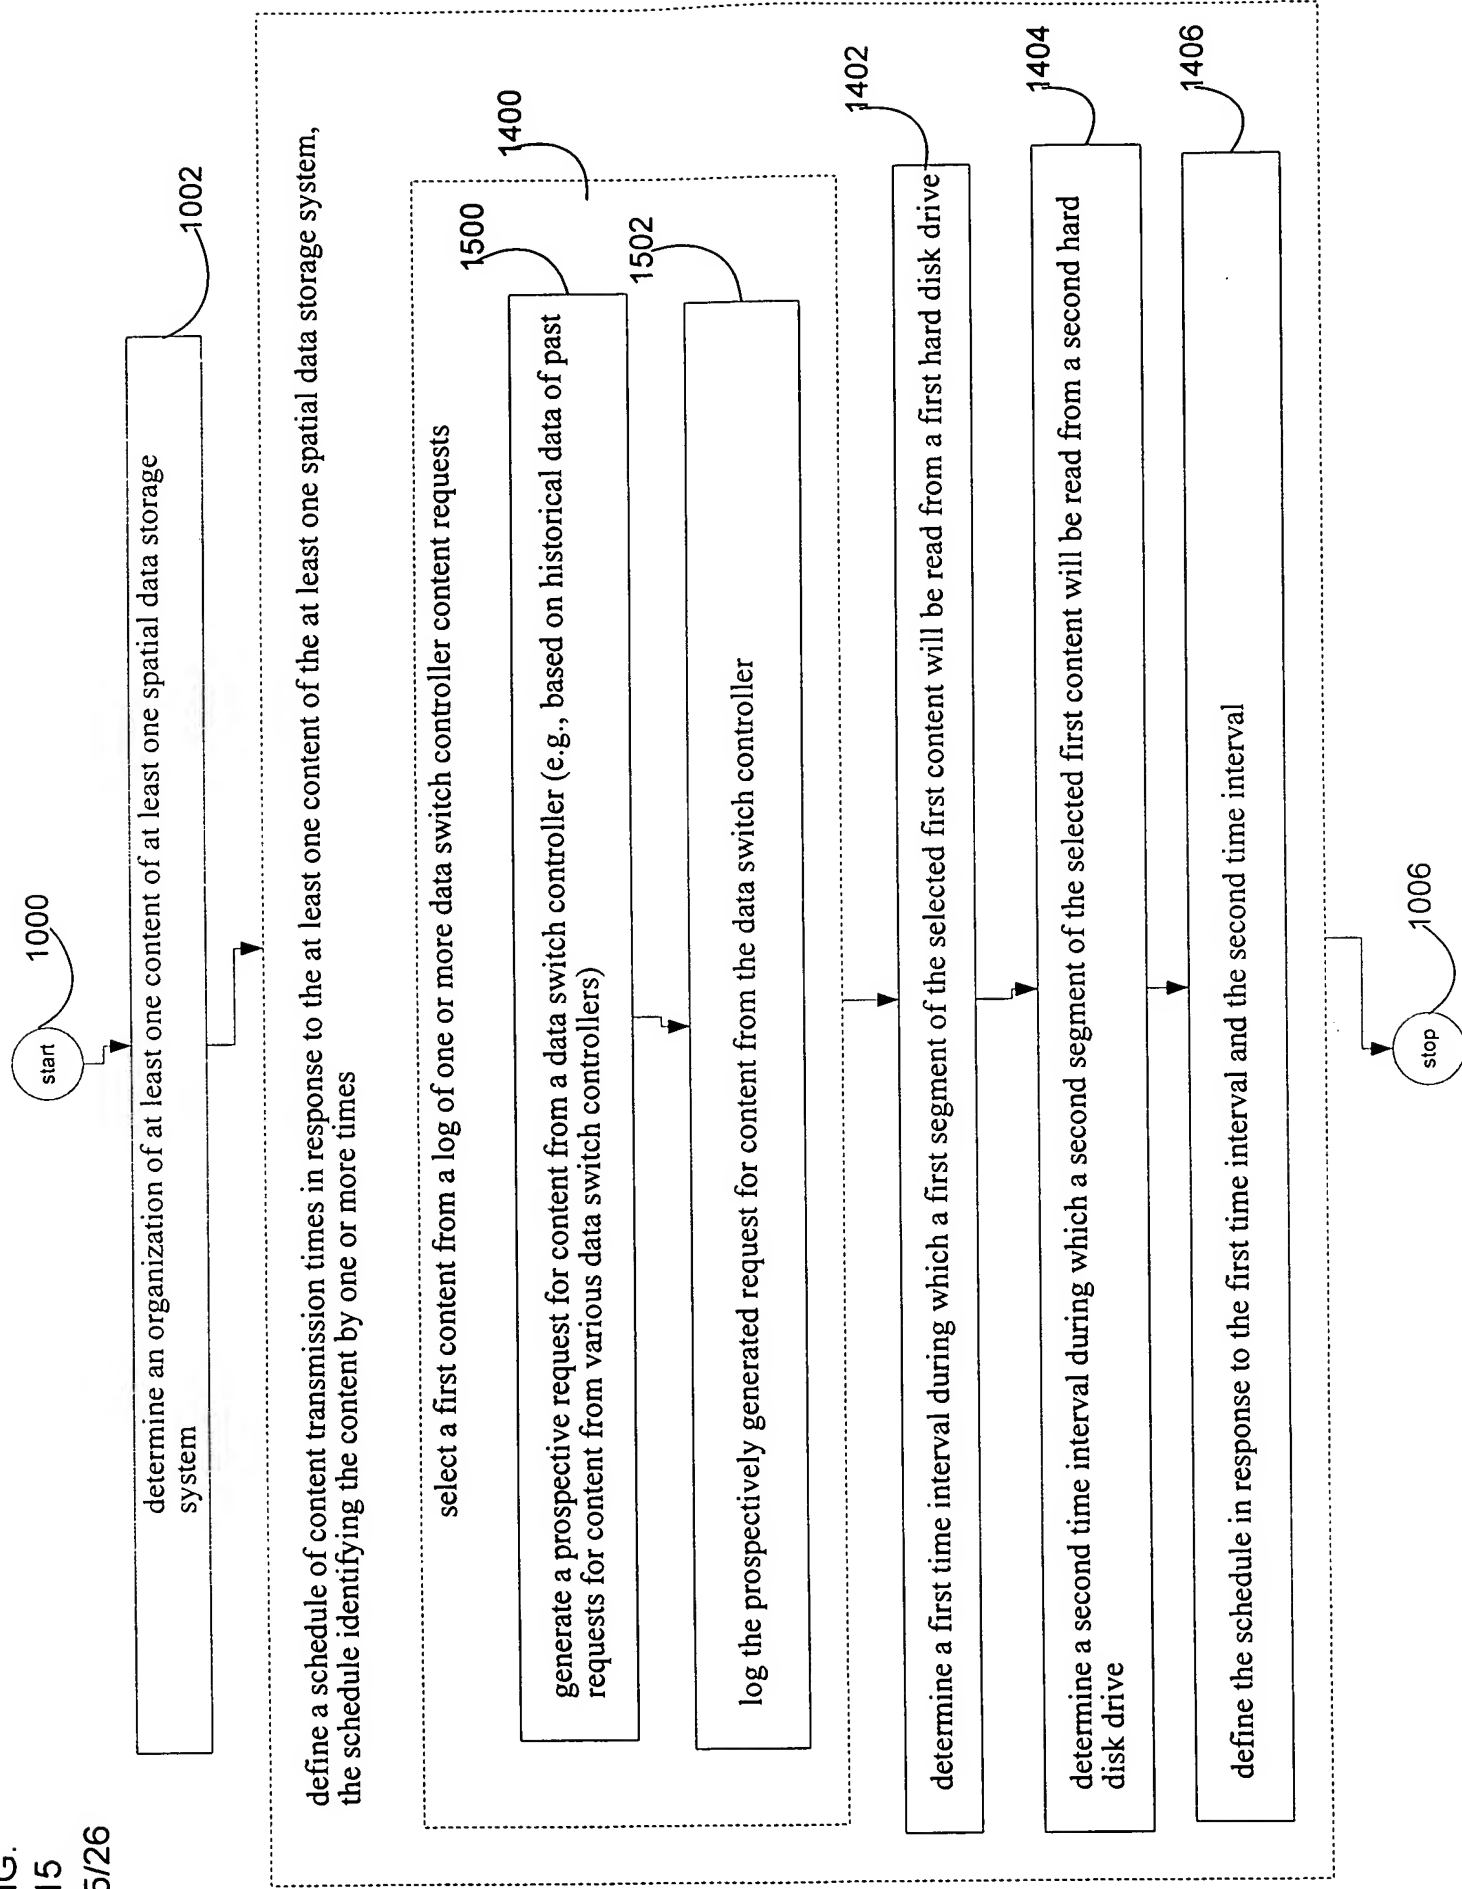 15
start
1000
determine an organization of at least one content of at least one spatial data storage
system
1002
define a schedule of content transmission times in response to the at least one content of the at least one spatial data storage system,
the schedule identifying the content by one or more times
select a first content from a log of one or more data switch controller content requests
1400
generate a prospective request for content from a data switch controller (e.g., based on historical data of past
requests for content from various data switch controllers)
1500
log the prospectively generated request for content from the data switch controller
1502
determine a first time interval during which a first segment of the selected first content will be read from a first hard disk drive
1402
determine a second time interval during which a second segment of the selected first content will be read from a second hard
disk drive
1404
define the schedule in response to the first time interval and the second time interval
1406
stop
1006